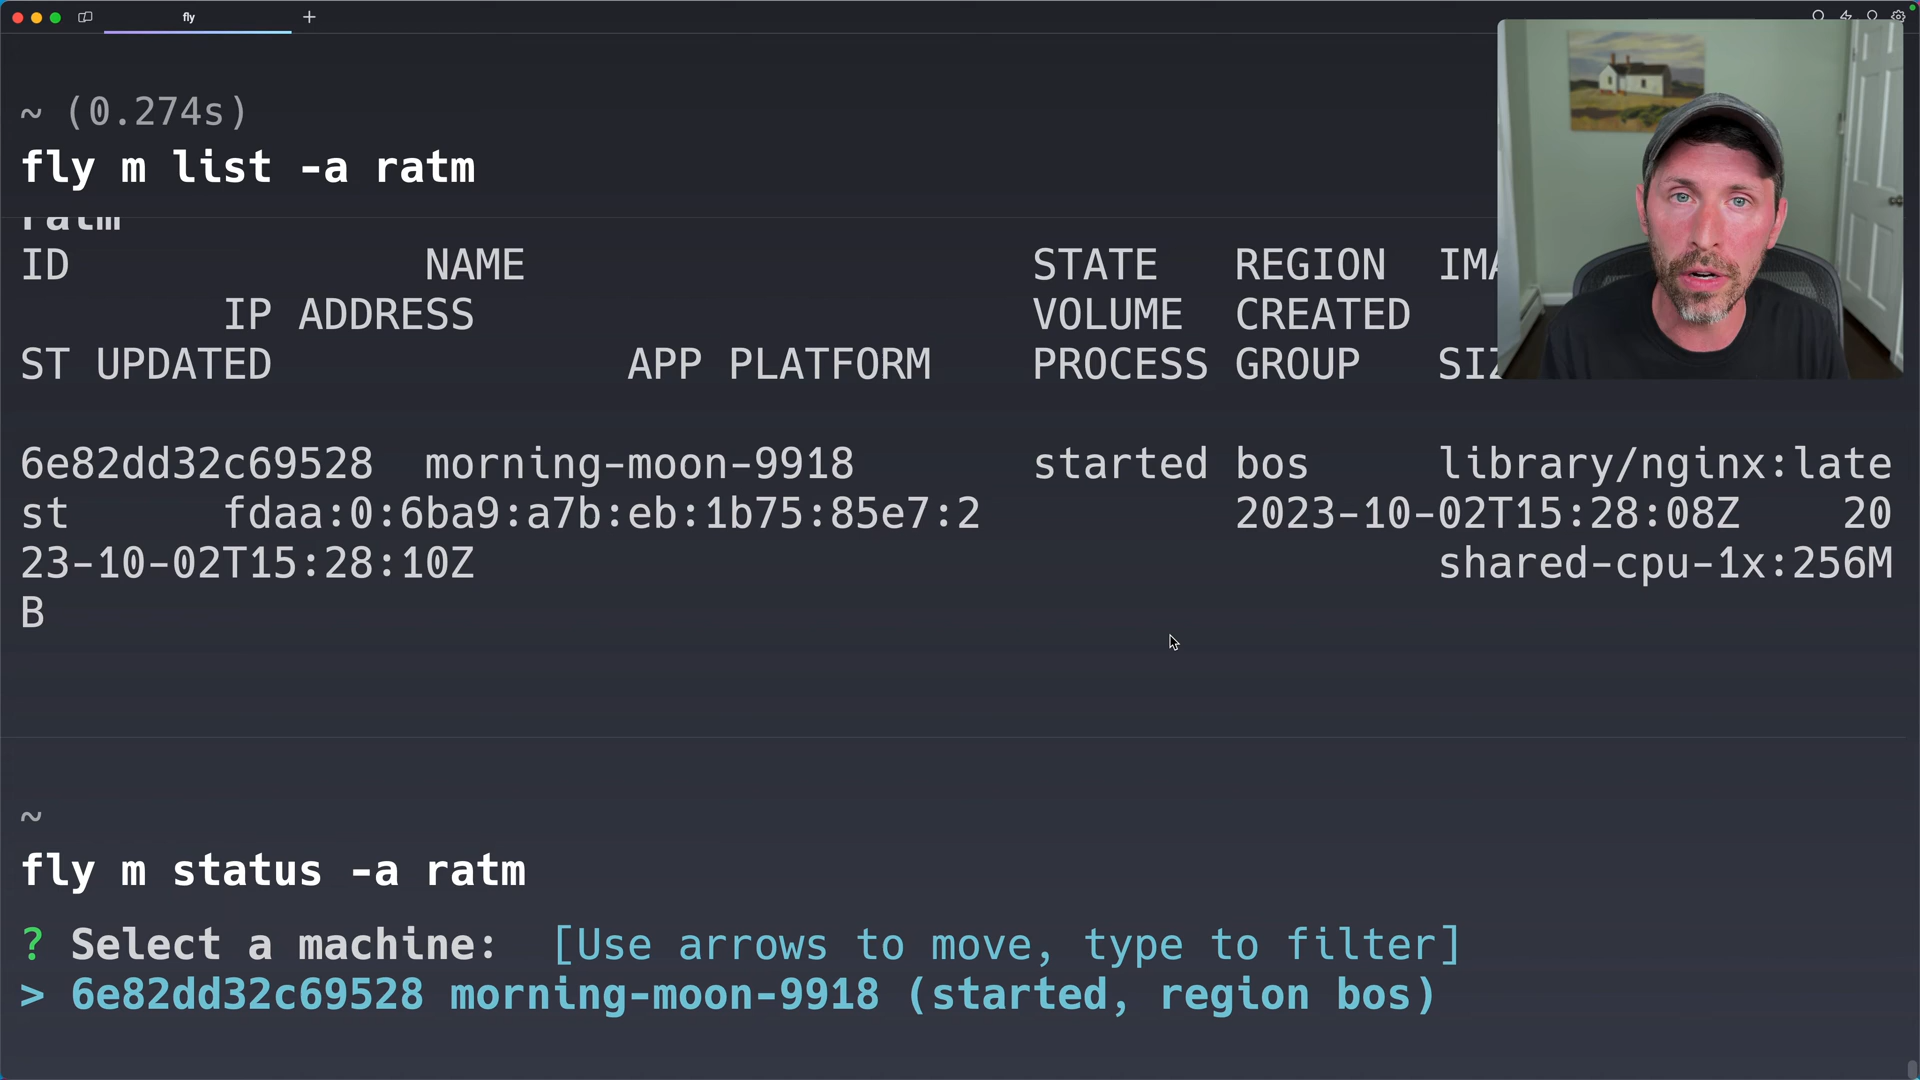 fly
~ (0.274s)
fly m list -a ratm
ratm
ID NAME STATE REGION IMA
IP ADDRESS VOLUME CREATED
ST UPDATED APP PLATFORM PROCESS GROUP SIZ
6e82dd32c69528 morning-moon-9918 started bos library/nginx:late
st fdaa:0:6ba9:a7b:eb:1b75:85e7:2 2023-10-02T15:28:08Z 20
23-10-02T15:28:10Z shared-cpu-1x:256M
B
~
fly m status -a ratm
? Select a machine: [Use arrows to move, type to filter]
> 6e82dd32c69528 morning-moon-9918 (started, region bos)